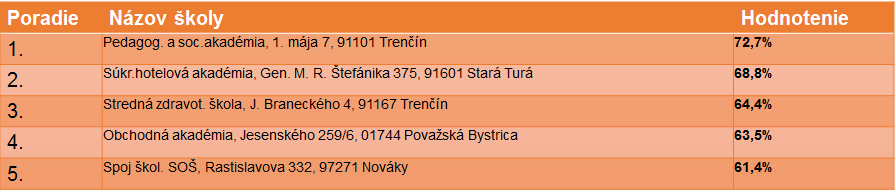 Poradie Názov školy Hodnotenie
1. Pedagog. a soc.akadémia, 1. mája 7, 91101 Trenčín 72,7%
2. Súkr.hotelová akadémia, Gen. M. R. Štefánika 375, 91601 Stará Turá 68,8%
3. Stredná zdravot. škola, J. Braneckého 4, 91167 Trenčín 64,4%
4. Obchodná akadémia, Jesenského 259/6, 01744 Považská Bystrica 63,5%
5. Spoj škol. SOŠ, Rastislavova 332, 97271 Nováky 61,4%